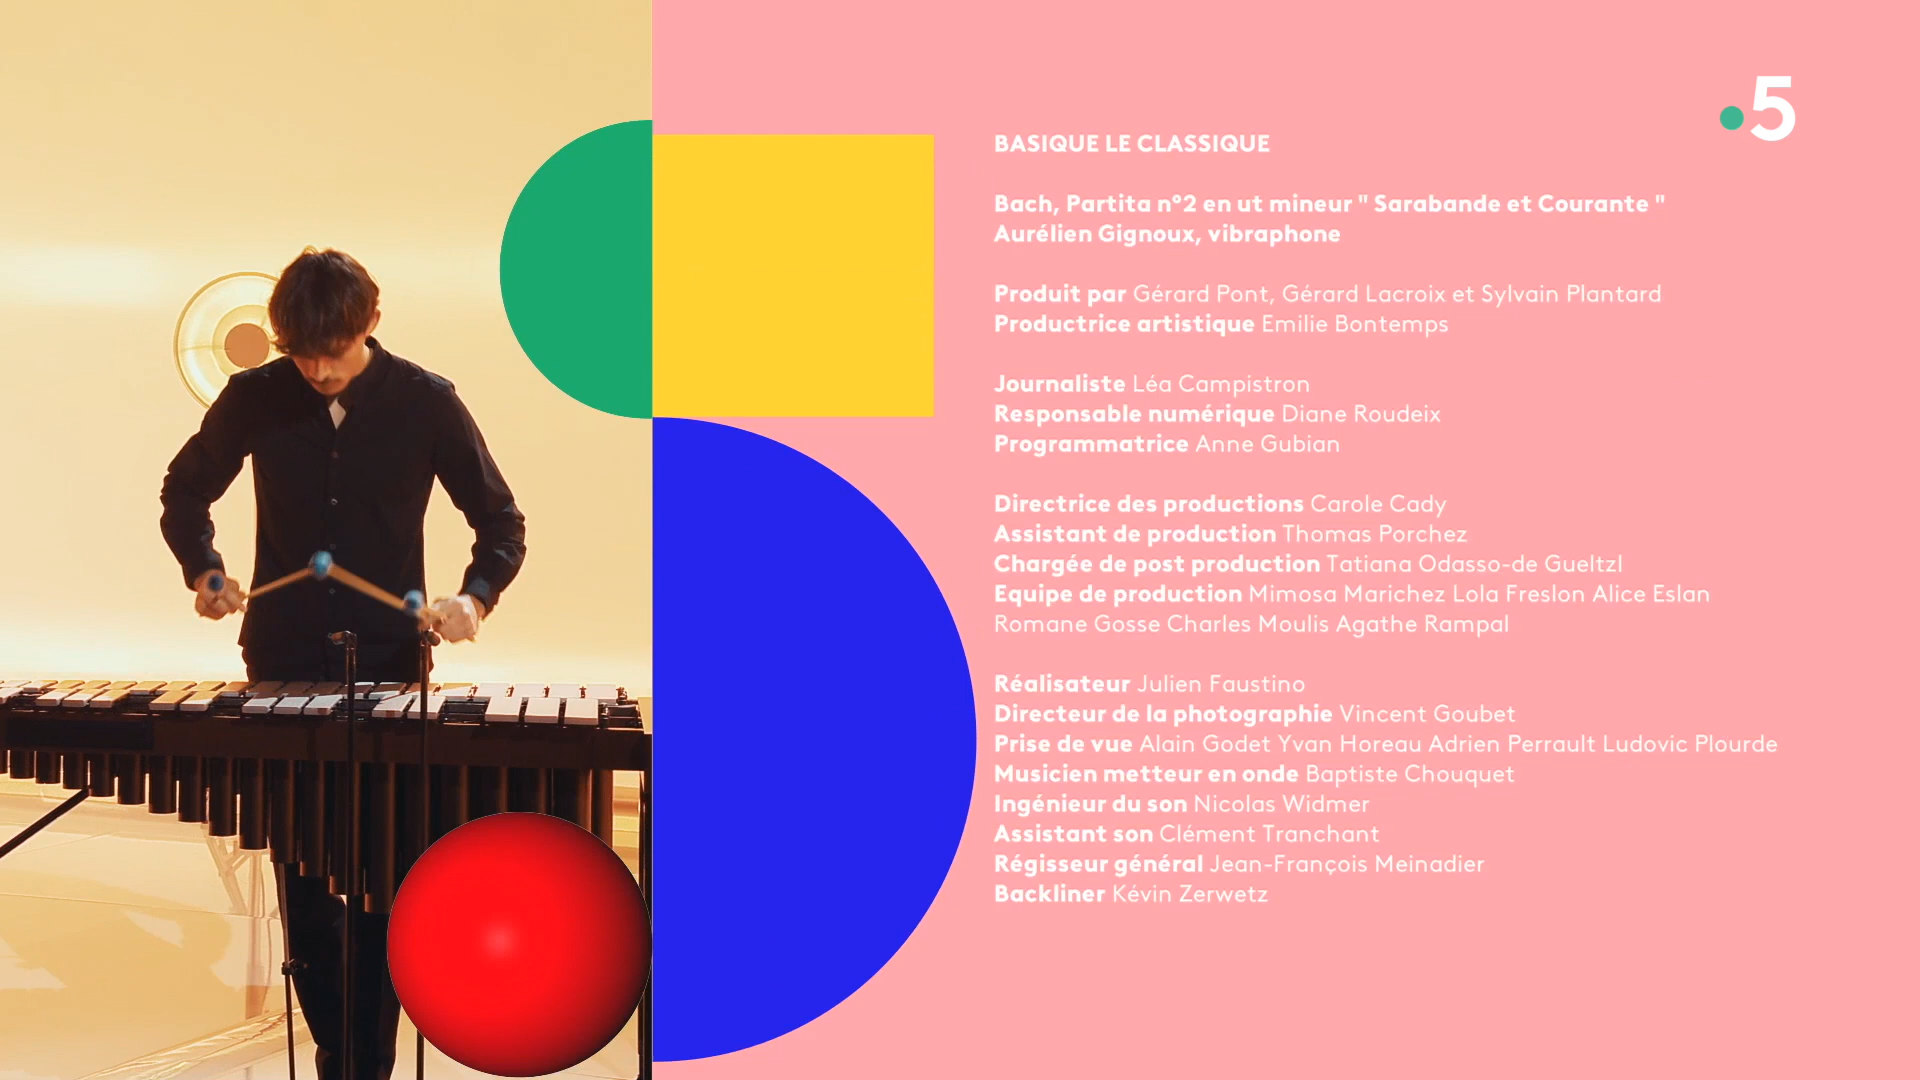 5
BASIQUE LE CLASSIQUE
Bach, Partita n°2 en ut mineur " Sarabande et Courante "
Aurélien Gignoux, vibraphone
Produit par Gérard Pont, Gérard Lacroix et Sylvain Plantard
Productrice artistique Emilie Bontemps
Journaliste Léa Campistron
Responsable numérique Diane Roudeix
Programmatrice Anne Gubian
Directrice des productions Carole Cady
Assistant de production Thomas Porchez
Chargée de post production Tatiana Odasso-de Gueltzl
Equipe de production Mimosa Marichez Lola Freslon Alice Eslan
Romane Gosse Charles Moulis Agathe Rampal
Réalisateur Julien Faustino
Directeur de la photographie Vincent Goubet
Prise de vue Alain Godet Yvan Horeau Adrien Perrault Ludovic Plourde
Musicien metteur en onde Baptiste Chouquet
Ingénieur du son Nicolas Widmer
Assistant son Clément Tranchant
Régisseur général Jean-François Meinadier
Backliner Kévin Zerwetz